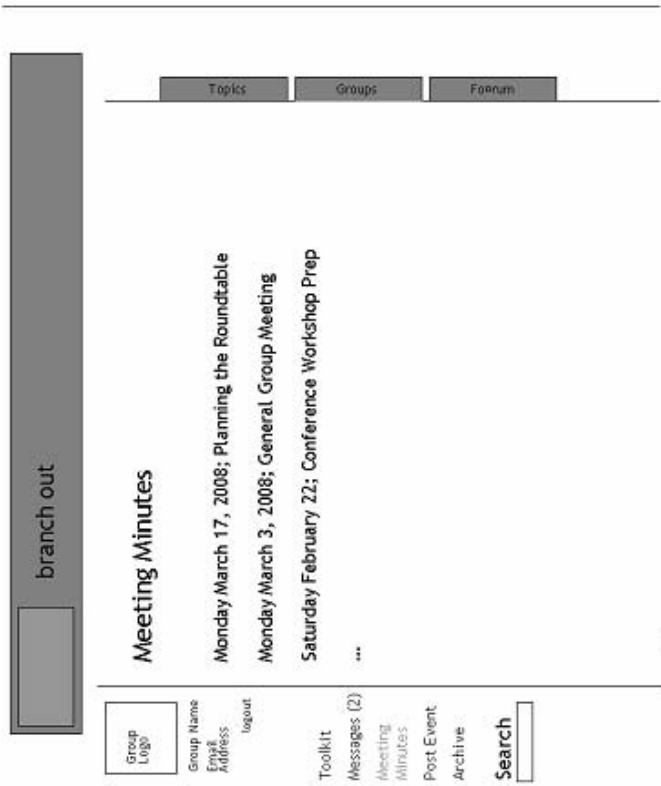 branch out
Group
Logo
Group Name
Email
Address
logout
Toolkit
Messages (2)
Meeting
Minutes
Post Event
Archive
Search
Meeting Minutes
Monday March 17, 2008; Planning the Roundtable
Monday March 3, 2008; General Group Meeting
Saturday February 22; Conference Workshop Prep
...
Topics
Groups